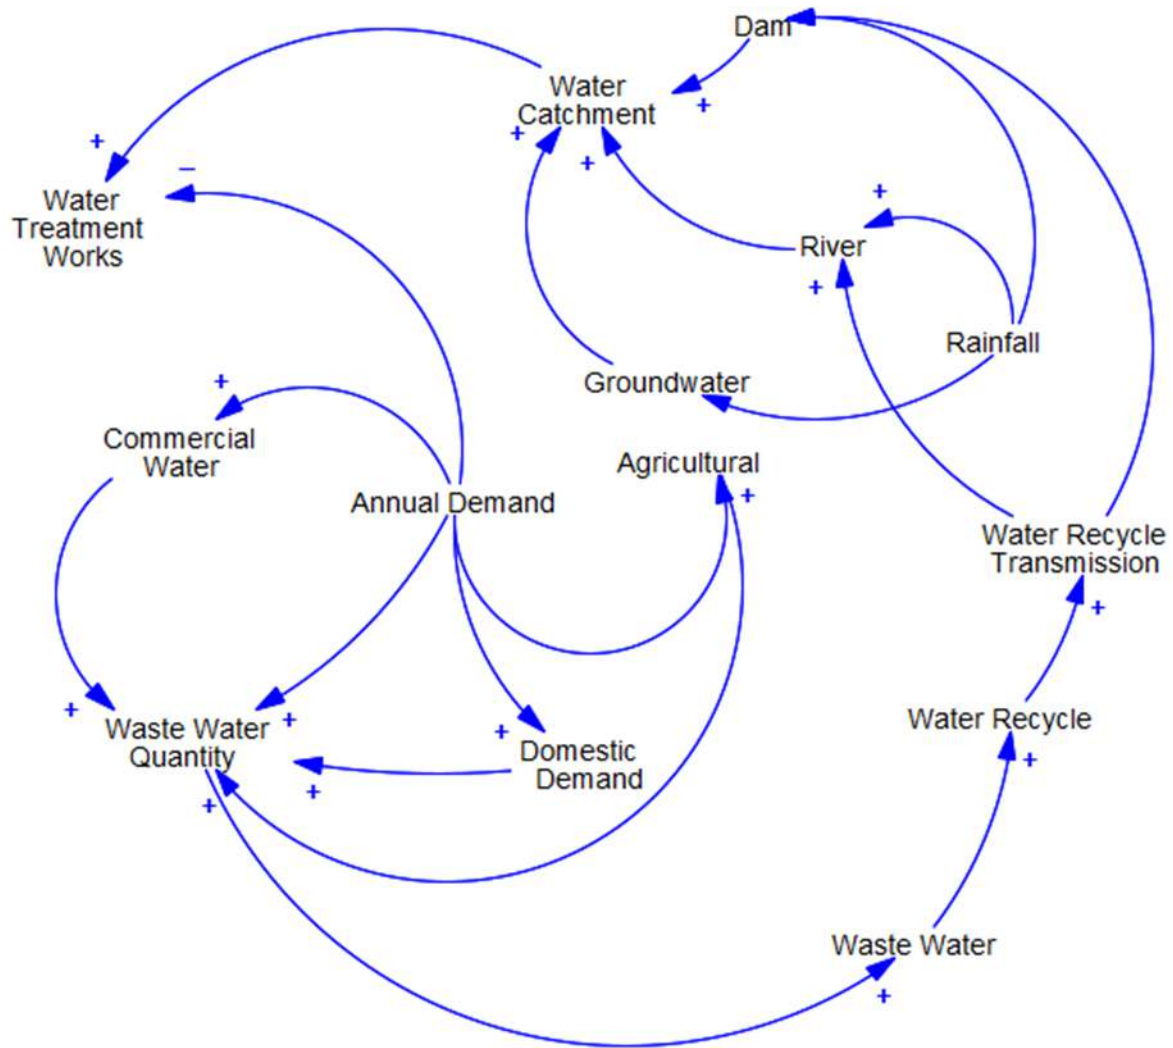 Dam
Water
Catchment
+
+
+
+
+
−
Water
Treatment
Works
+
River
+
Rainfall
Groundwater
+
Commercial
Water
Agricultural
+
Annual Demand
Water Recycle
Transmission
+
+
Waste Water
Quantity
+
+
+
+
Domestic
Demand
Water Recycle
+
Waste Water
+